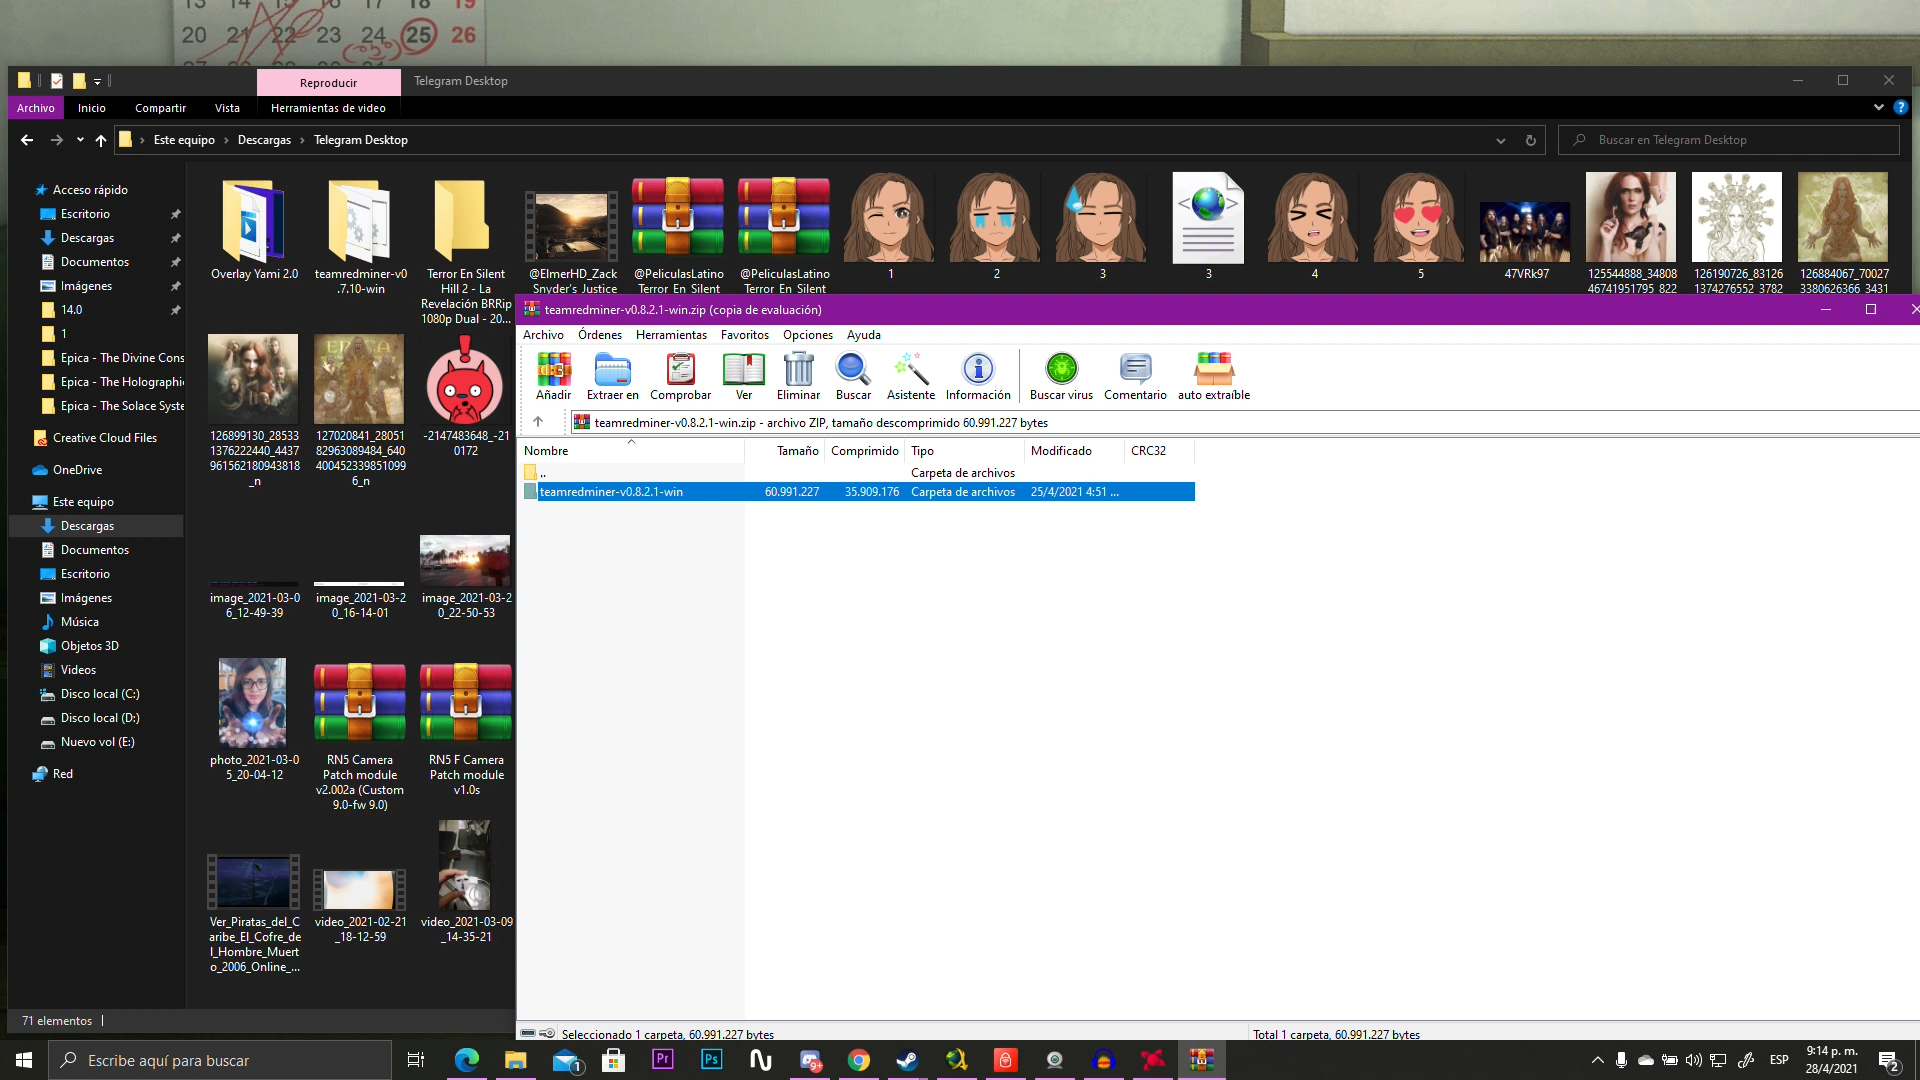 13 14 15 16 17 18 19
20 21 22 23 24 25 26
Reproducir
Telegram Desktop
Archivo Inicio Compartir Vista Herramientas de video
Este equipo Descargas Telegram Desktop
Buscar en Telegram Desktop
Acceso rápido
Escritorio
Descargas
Documentos
Imágenes
14.0
1
Epica - The Divine Cons
Epica - The Holographi
Epica - The Solace Syste
Creative Cloud Files
OneDrive
Este equipo
Descargas
Documentos
Escritorio
Imágenes
Música
Objetos 3D
Videos
Disco local (C:)
Disco local (D:)
Nuevo vol (E:)
Red
Overlay Yami 2.0
teamredminer-v0
.7.10-win
Terror En Silent
Hill 2 - La
Revelación BRRip
1080p Dual - 20...
@ElmerHD_Zack
Snyder's Justice
@PeliculasLatino
Terror En Silent
@PeliculasLatino
Terror En Silent
1
2
3
3
4
5
47VRk97
125544888_34808
46741951795_822
126190726_83126
1374276552_3782
126884067_70027
3380626366_3431
126899130_28533
1376222440_4437
961562180943818
_n
EPICA
127020841_28051
82963089484_640
400452339851099
6_n
-2147483648_-21
0172
image_2021-03-0
6_12-49-39
image_2021-03-2
0_16-14-01
image_2021-03-2
0_22-50-53
photo_2021-03-0
5_20-04-12
RN5 Camera
Patch module
v2.002a (Custom
9.0-fw 9.0)
RN5 F Camera
Patch module
v1.0s
Ver_Piratas_del_C
aribe_El_Cofre_de
l_Hombre_Muert
o_2006_Online_...
video_2021-02-21
_18-12-59
video_2021-03-09
_14-35-21
71 elementos
teamredminer-v0.8.2.1-win.zip (copia de evaluación)
Archivo Órdenes Herramientas Favoritos Opciones Ayuda
Añadir Extraer en Comprobar Ver Eliminar Buscar Asistente Información Buscar virus Comentario auto extraíble
teamredminer-v0.8.2.1-win.zip - archivo ZIP, tamaño descomprimido 60.991.227 bytes
Nombre Tamaño Comprimido Tipo Modificado CRC32
.. Carpeta de archivos
teamredminer-v0.8.2.1-win 60.991.227 35.909.176 Carpeta de archivos 25/4/2021 4:51 ...
Seleccionado 1 carpeta, 60.991.227 bytes
Total 1 carpeta, 60.991.227 bytes
Escribe aquí para buscar
1
Pr
Ps
9+
ESP
9:14 p. m.
28/4/2021
2